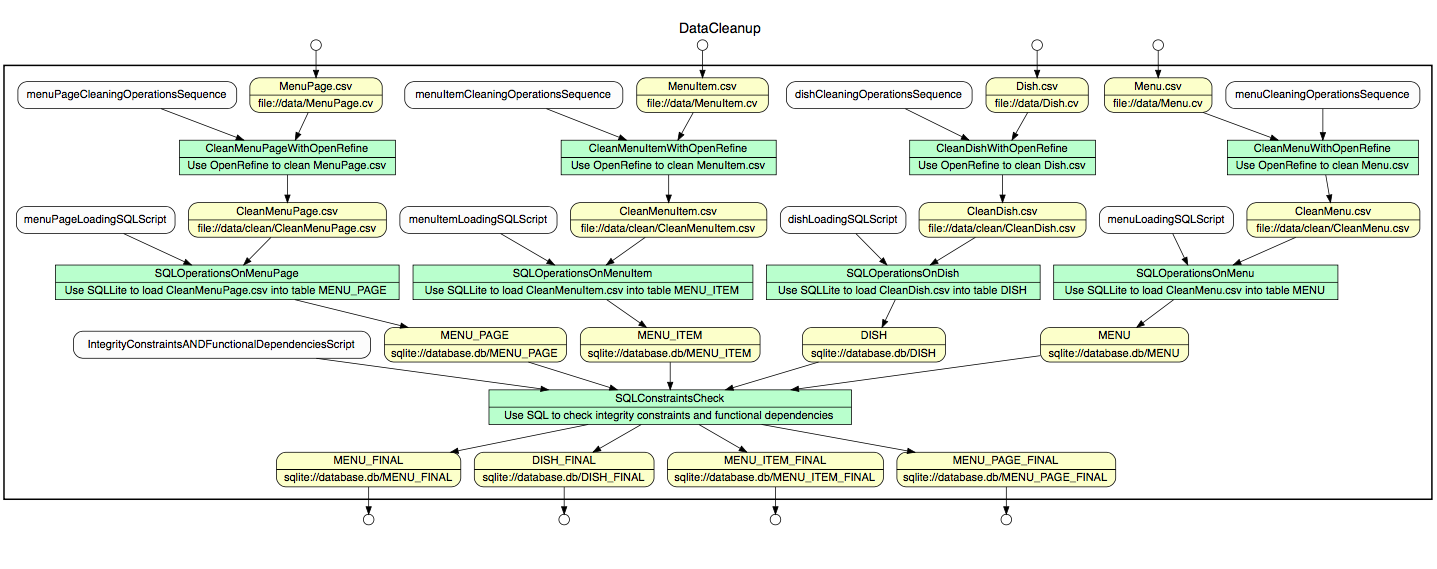 DataCleanup
menuPageCleaningOperationsSequence
MenuPage.csv
file://data/MenuPage.cv
menuItemCleaningOperationsSequence
MenuItem.csv
file://data/MenuItem.cv
dishCleaningOperationsSequence
Dish.csv
file://data/Dish.cv
Menu.csv
file://data/Menu.cv
menuCleaningOperationsSequence
CleanMenuPageWithOpenRefine
Use OpenRefine to clean MenuPage.csv
CleanMenuItemWithOpenRefine
Use OpenRefine to clean MenuItem.csv
CleanDishWithOpenRefine
Use OpenRefine to clean Dish.csv
CleanMenuWithOpenRefine
Use OpenRefine to clean Menu.csv
menuPageLoadingSQLScript
CleanMenuPage.csv
file://data/clean/CleanMenuPage.csv
menuItemLoadingSQLScript
CleanMenuItem.csv
file://data/clean/CleanMenuItem.csv
dishLoadingSQLScript
CleanDish.csv
file://data/clean/CleanDish.csv
menuLoadingSQLScript
CleanMenu.csv
file://data/clean/CleanMenu.csv
SQLOperationsOnMenuPage
Use SQLLite to load CleanMenuPage.csv into table MENU_PAGE
SQLOperationsOnMenuItem
Use SQLLite to load CleanMenuItem.csv into table MENU_ITEM
SQLOperationsOnDish
Use SQLLite to load CleanDish.csv into table DISH
SQLOperationsOnMenu
Use SQLLite to load CleanMenu.csv into table MENU
IntegrityConstraintsANDFunctionalDependenciesScript
MENU_PAGE
sqlite://database.db/MENU_PAGE
MENU_ITEM
sqlite://database.db/MENU_ITEM
DISH
sqlite://database.db/DISH
MENU
sqlite://database.db/MENU
SQLConstraintsCheck
Use SQL to check integrity constraints and functional dependencies
MENU_FINAL
sqlite://database.db/MENU_FINAL
DISH_FINAL
sqlite://database.db/DISH_FINAL
MENU_ITEM_FINAL
sqlite://database.db/MENU_ITEM_FINAL
MENU_PAGE_FINAL
sqlite://database.db/MENU_PAGE_FINAL